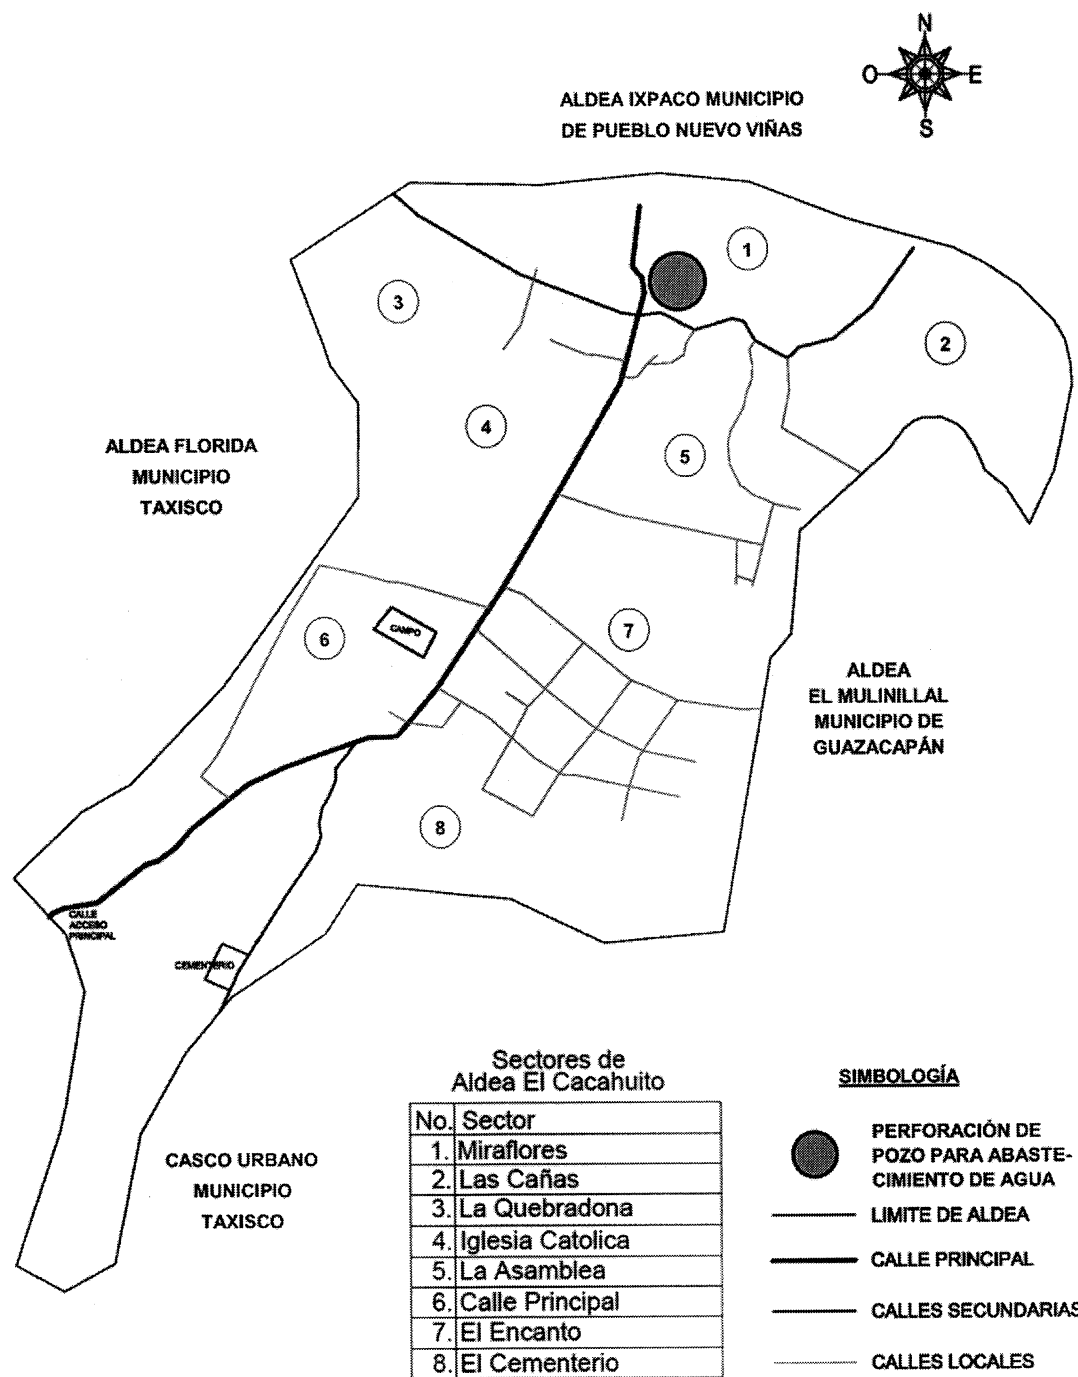 N
O E
S
ALDEA IXPACO MUNICIPIO
DE PUEBLO NUEVO VIÑAS
1
3
2
4
5
ALDEA FLORIDA
MUNICIPIO
TAXISCO
6
CAMPO
7
ALDEA
EL MULINILLAL
MUNICIPIO DE
GUAZACAPÁN
8
CALLE
ACCESO
PRINCIPAL
CEMENTERIO
CASCO URBANO
MUNICIPIO
TAXISCO
Sectores de
Aldea El Cacahuito
No. Sector
1. Miraflores
2. Las Cañas
3. La Quebradona
4. Iglesia Catolica
5. La Asamblea
6. Calle Principal
7. El Encanto
8. El Cementerio
SIMBOLOGÍA
PERFORACIÓN DE
POZO PARA ABASTE-
CIMIENTO DE AGUA
LIMITE DE ALDEA
CALLE PRINCIPAL
CALLES SECUNDARIAS
CALLES LOCALES